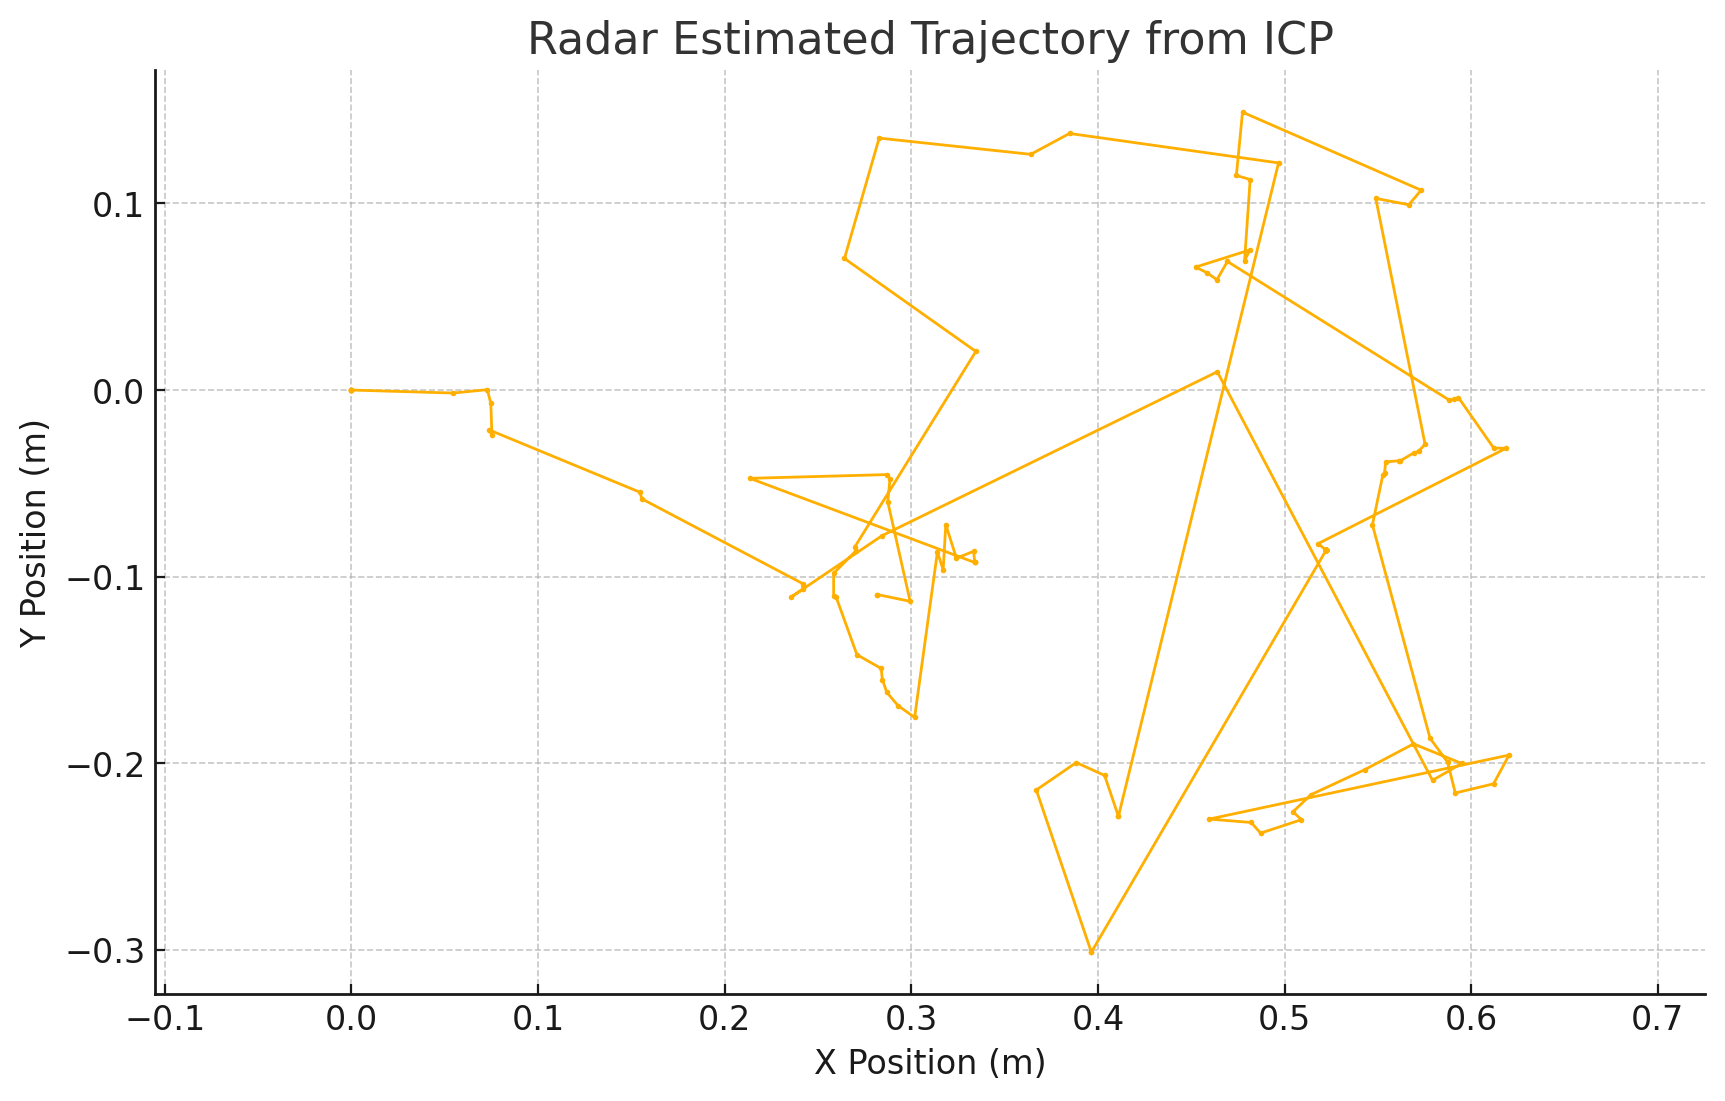 Radar Estimated Trajectory from ICP
Y Position (m)
0.1
0.0
−0.1
−0.2
−0.3
−0.1 0.0 0.1 0.2 0.3 0.4 0.5 0.6 0.7
X Position (m)